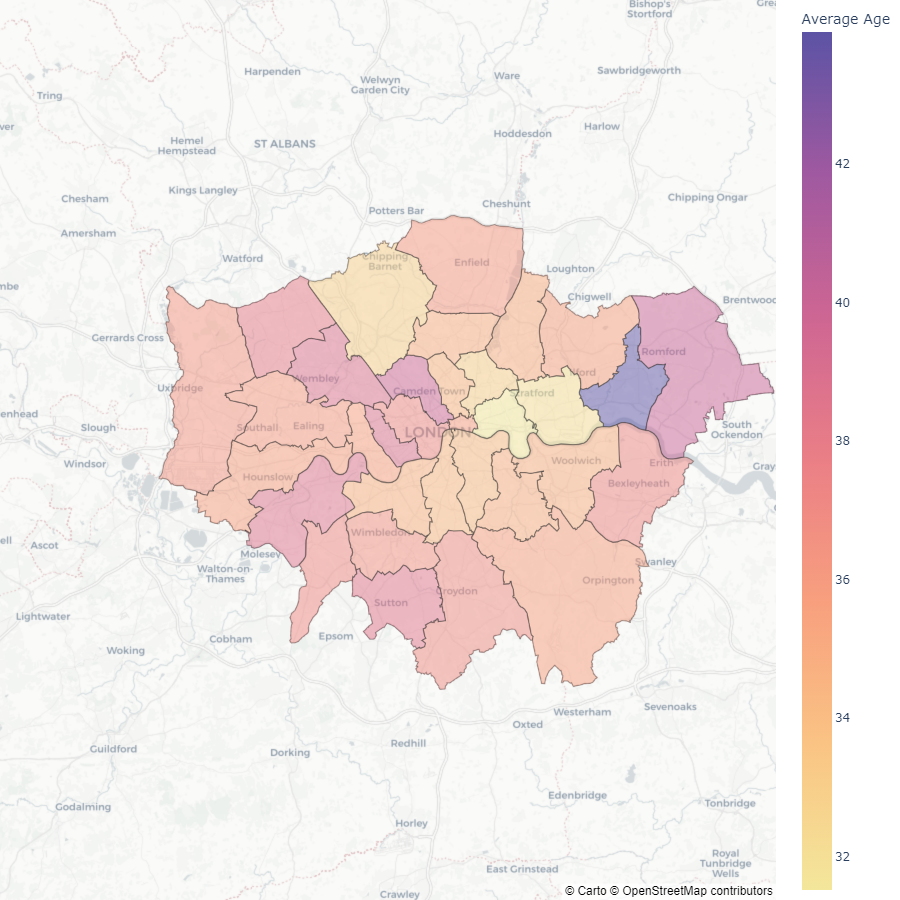 Bishop's
Stortford
Average Age
Harpenden
Welwyn
Garden City
Ware
Sawbridgeworth
Tring
Hoddesdon
Harlow
Hemel
Hempstead
ST ALBANS
Kings Langley
Chesham
Cheshunt
Chipping Ongar
Potters Bar
Amersham
42
Watford
Chipping
Barnet
Enfield
Loughton
Chigwell
Brentwood
40
Gerrards Cross
Romford
Wembley
Uxbridge
Camden Town
Stratford
Slough
Southall
Ealing
LONDON
South
Ockendon
38
Windsor
Woolwich
Erith
Hounslow
Bexleyheath
Wimbledon
Ascot
Molesey
Walton-on-
Thames
Swanley
Orpington
36
Croydon
Sutton
Lightwater
Cobham
Epsom
Woking
Sevenoaks
Westerham
34
Oxted
Redhill
Guildford
Dorking
Edenbridge
Tonbridge
Godalming
Horley
Royal
Tunbridge
Wells
32
East Grinstead
Crawley
© Carto © OpenStreetMap contributors